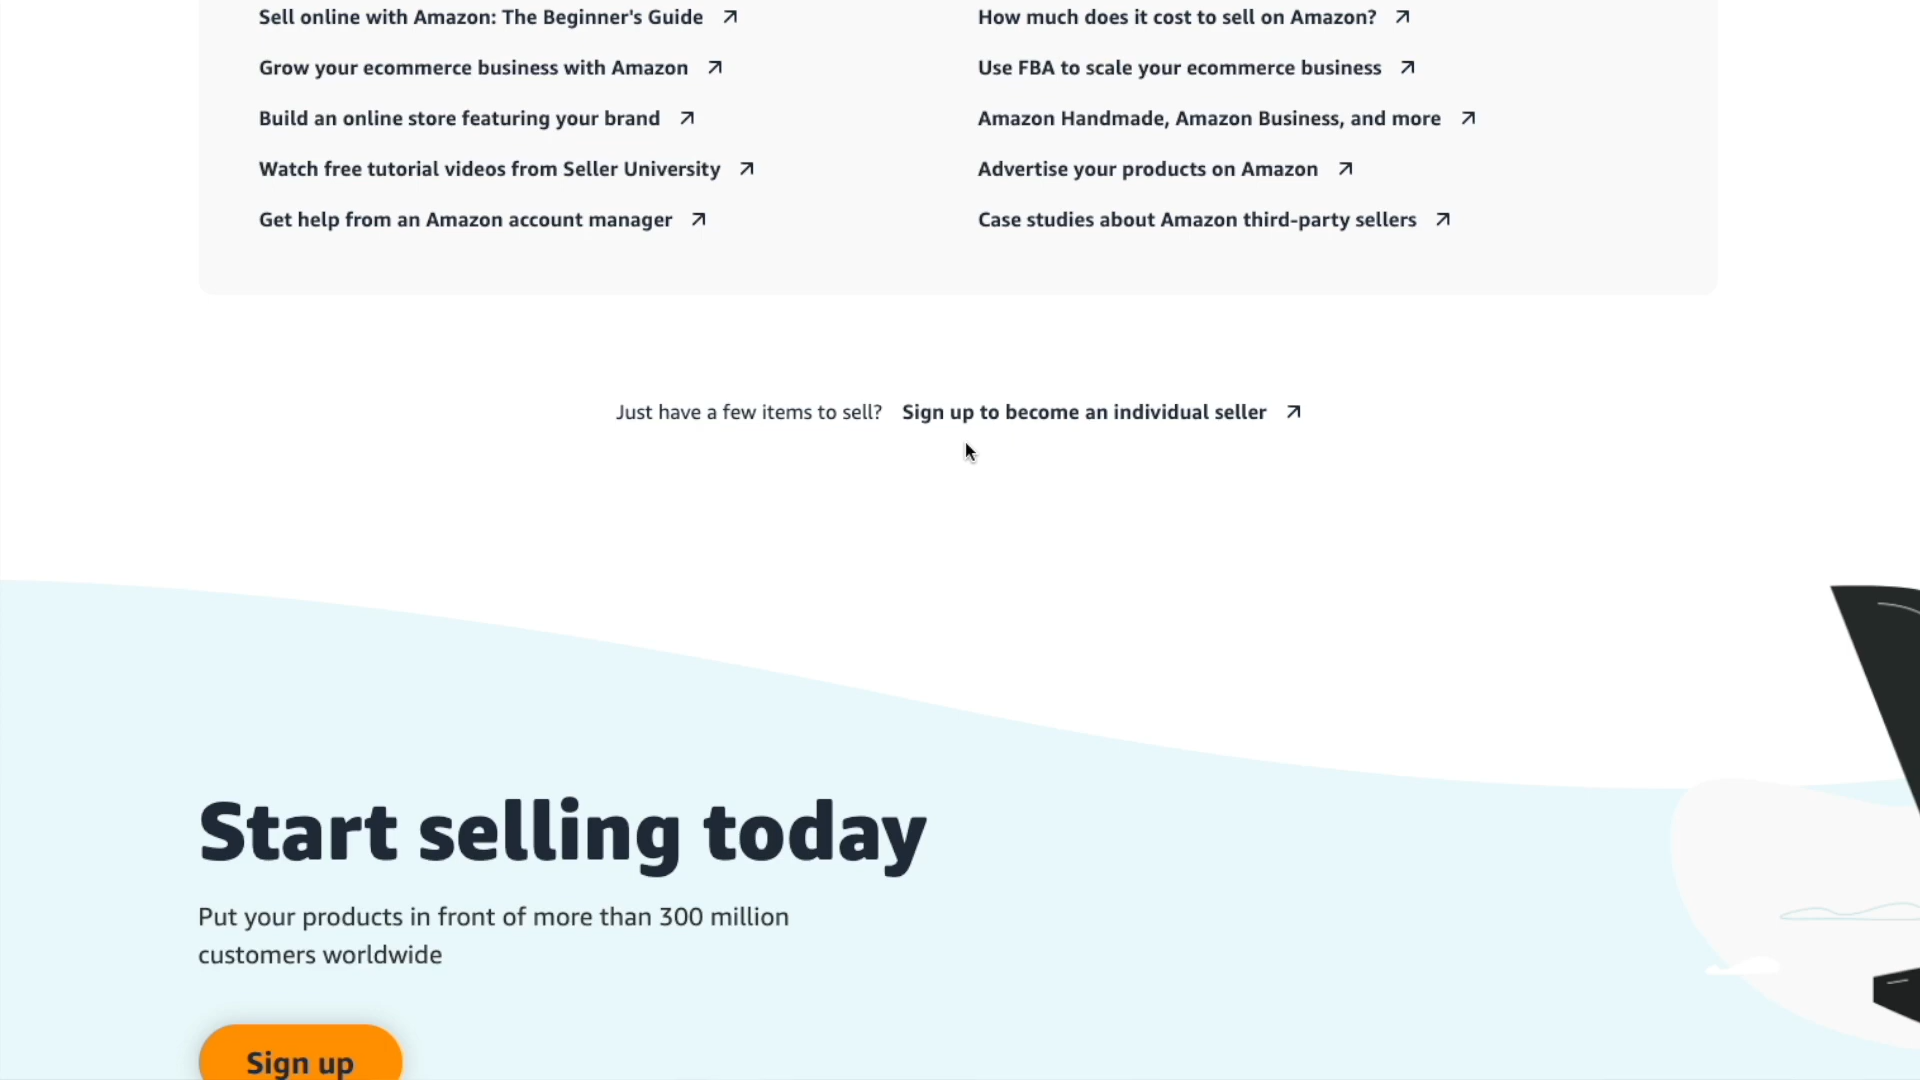 Sell online with Amazon: The Beginner's Guide
How much does it cost to sell on Amazon?
Grow your ecommerce business with Amazon
Use FBA to scale your ecommerce business
Build an online store featuring your brand
Amazon Handmade, Amazon Business, and more
Watch free tutorial videos from Seller University
Advertise your products on Amazon
Get help from an Amazon account manager
Case studies about Amazon third-party sellers
Just have a few items to sell? Sign up to become an individual seller
Start selling today
Put your products in front of more than 300 million
customers worldwide
Sign up